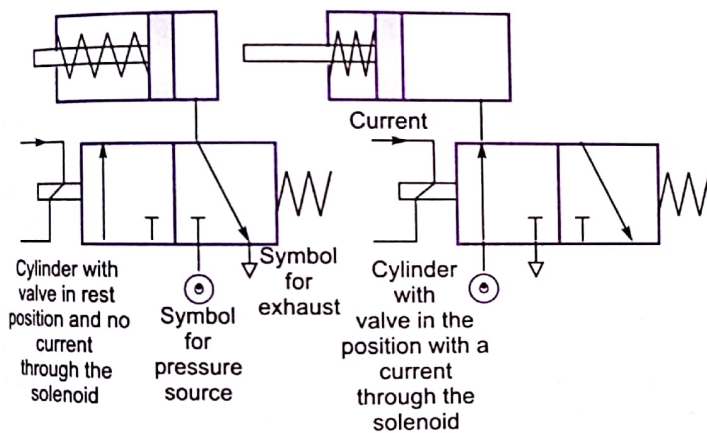 Current
Cylinder with
valve in rest
position and no
current
through the
solenoid
Symbol
for
pressure
source
Symbol
for
exhaust
Cylinder
with
valve in the
position with a
current
through the
solenoid